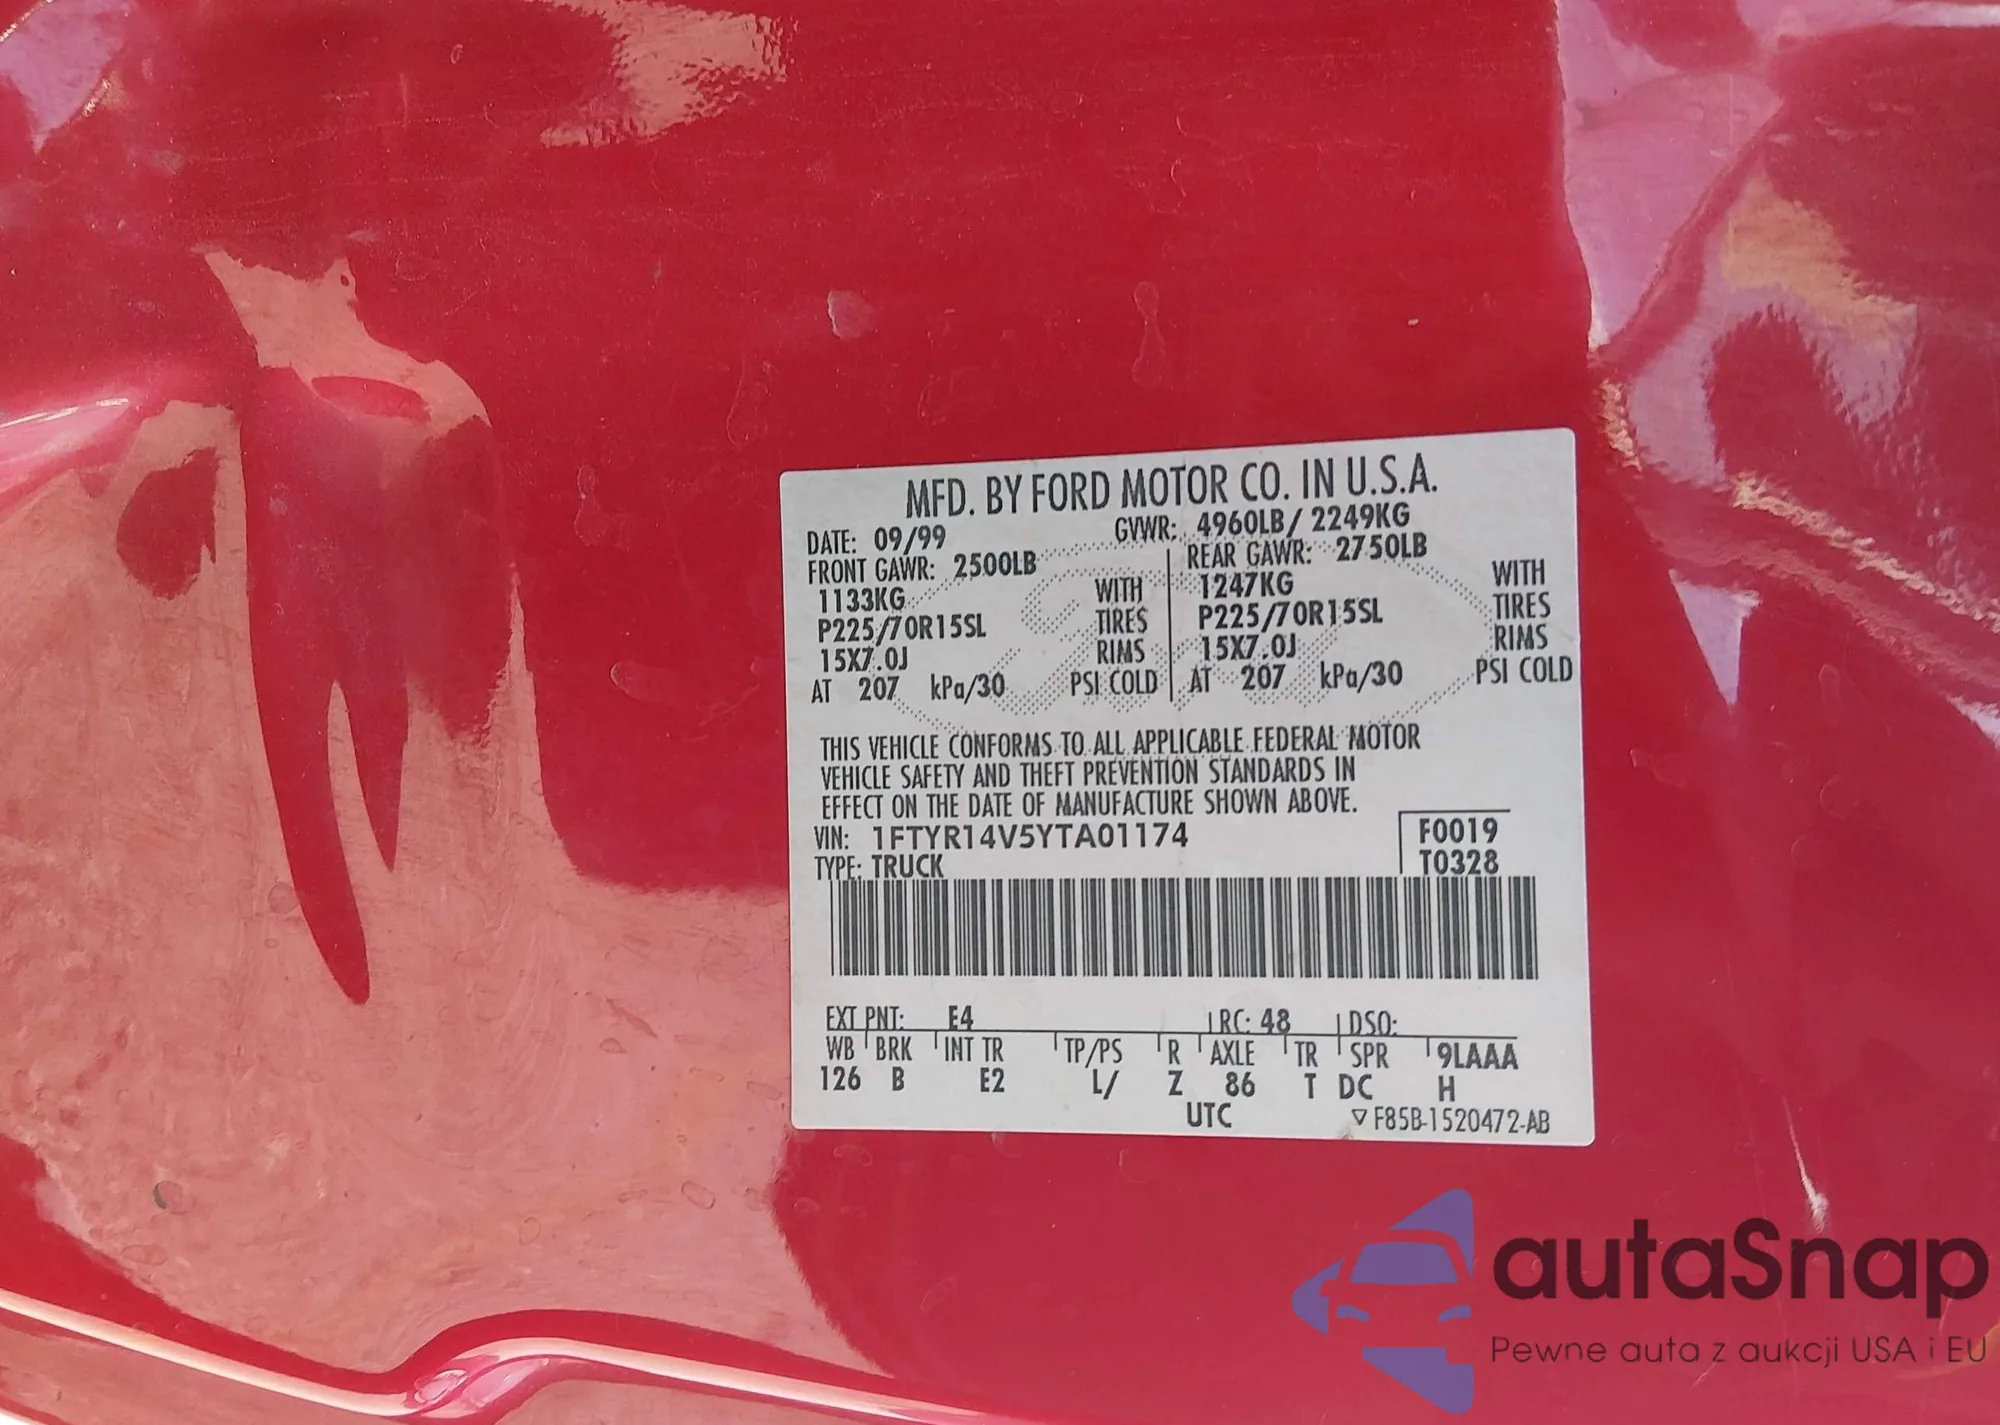 MFD. BY FORD MOTOR CO. IN U.S.A.
DATE: 09/99 GVWR: 4960LB/ 2249KG
FRONT GAWR: 2500LB REAR GAWR: 2750LB
1133KG WITH 1247KG WITH
P225/70R15SL TIRES P225/70R15SL TIRES
15X7.0J RIMS 15X7.0J RIMS
AT 207 kPa/30 PSI COLD AT 207 kPa/30 PSI COLD
THIS VEHICLE CONFORMS TO ALL APPLICABLE FEDERAL MOTOR
VEHICLE SAFETY AND THEFT PREVENTION STANDARDS IN
EFFECT ON THE DATE OF MANUFACTURE SHOWN ABOVE.
VIN: 1FTYR14V5YTA01174 F0019
TYPE: TRUCK T0328
EXT PNT: E4 RC: 48 DSO:
WB BRK INT TR TP/PS R AXLE TR SPR 9LAAA
126 B E2 L/ Z 86 T DC H
UTC ▽ F85B-1520472-AB
autaSnap
Pewne auta z aukcji USA i EU